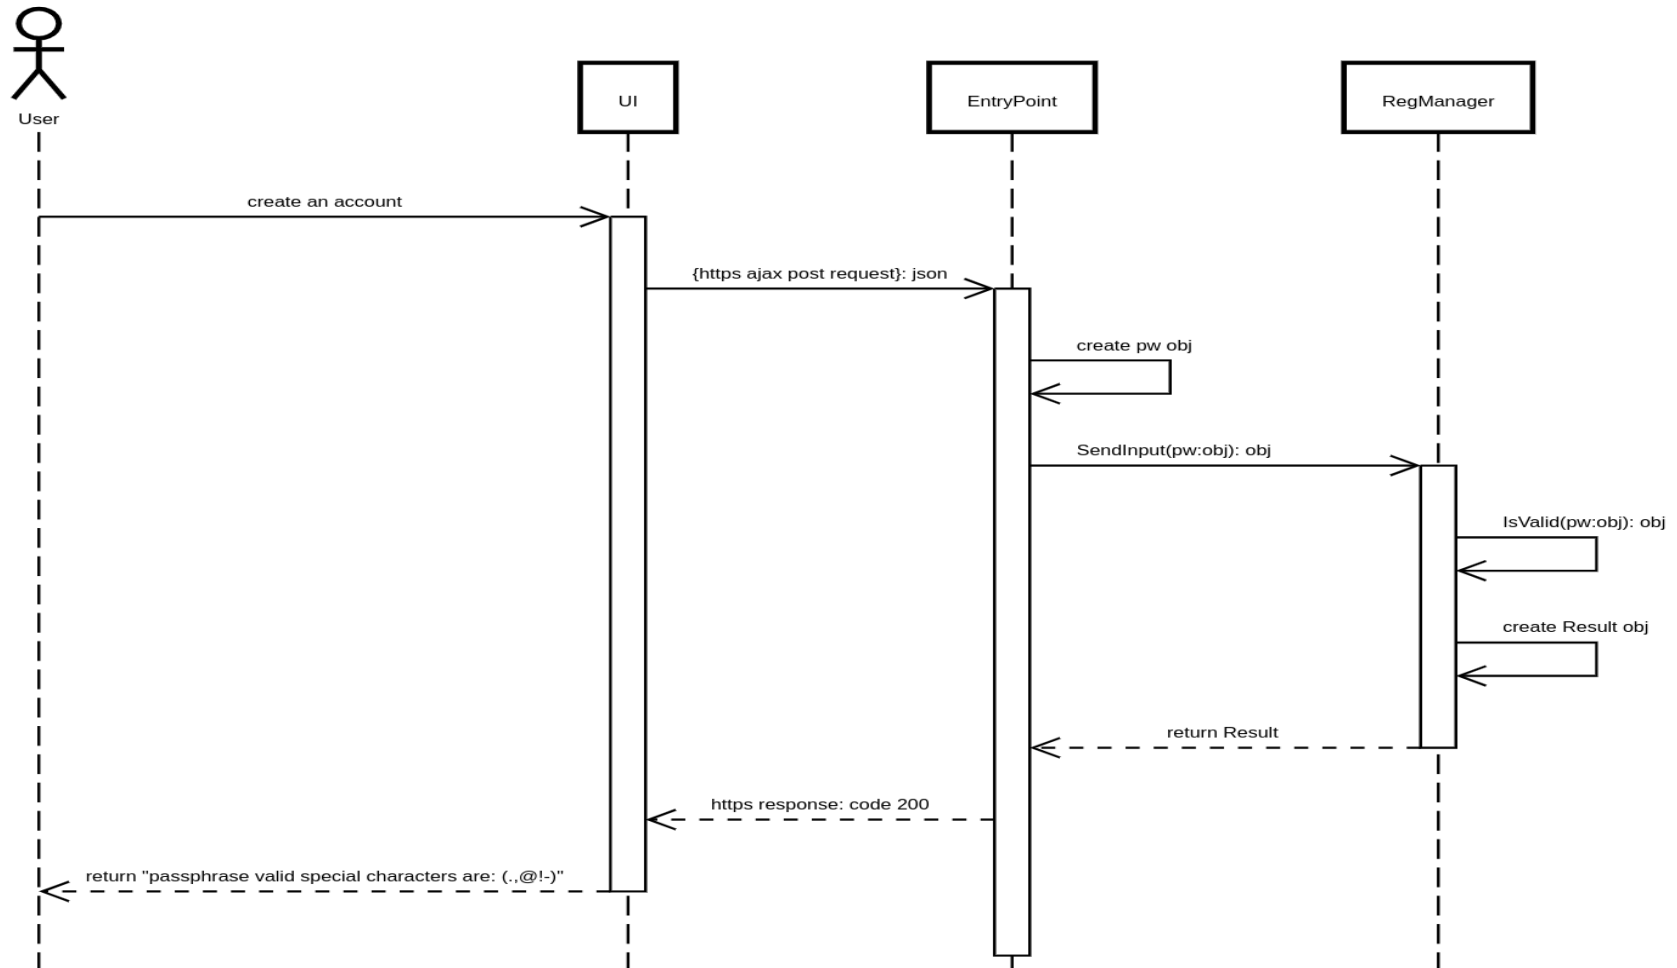 User
UI
EntryPoint
RegManager
create an account
{https ajax post request}: json
create pw obj
SendInput(pw:obj): obj
IsValid(pw:obj): obj
create Result obj
return Result
https response: code 200
return "passphrase valid special characters are: (.,@!-)"